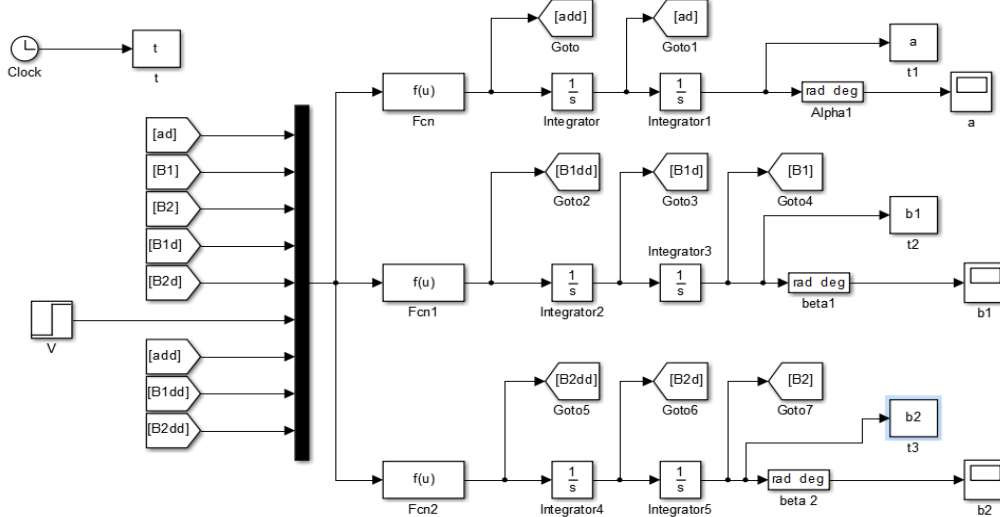 Clock
t
t
[ad]
[B1]
[B2]
[B1d]
[B2d]
V
[add]
[B1dd]
[B2dd]
[add]
Goto
[ad]
Goto1
f(u)
Fcn
1
s
Integrator
1
s
Integrator1
a
t1
rad deg
Alpha1
a
[B1dd]
Goto2
[B1d]
Goto3
[B1]
Goto4
b1
t2
f(u)
Fcn1
1
s
Integrator2
Integrator3
1
s
rad deg
beta1
b1
[B2dd]
Goto5
[B2d]
Goto6
[B2]
Goto7
b2
t3
f(u)
Fcn2
1
s
Integrator4
1
s
Integrator5
rad deg
beta 2
b2